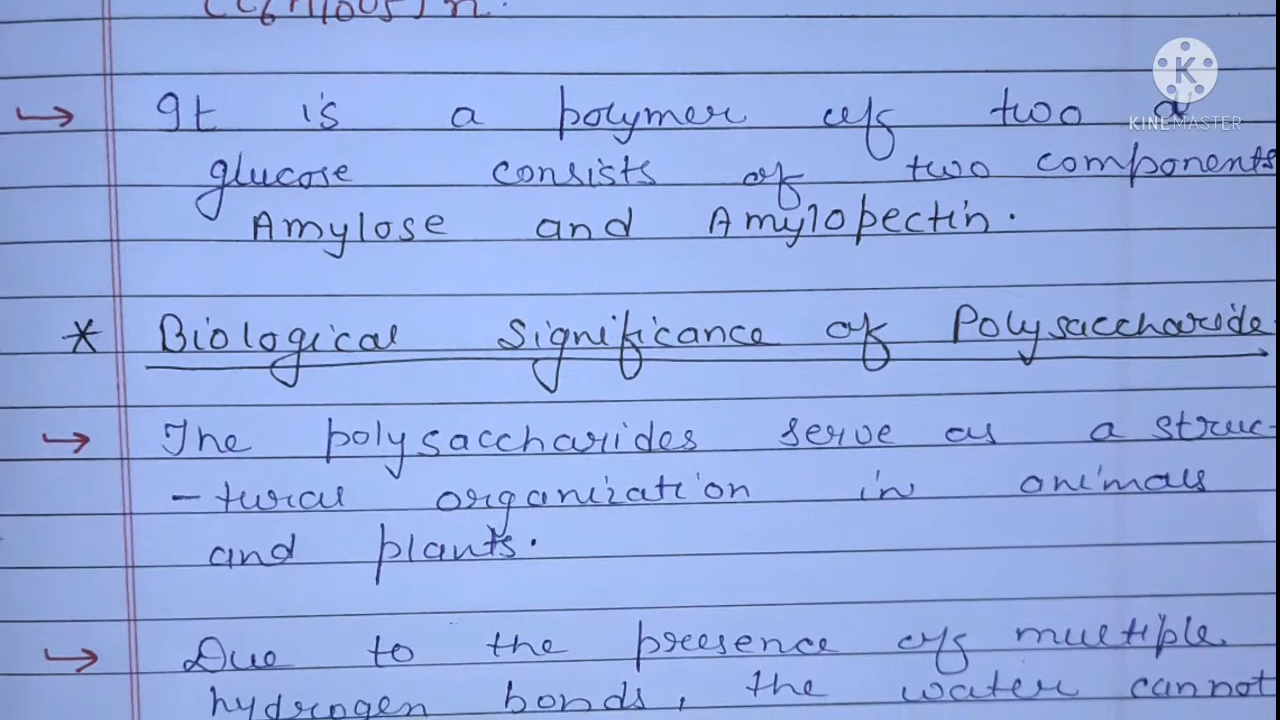 (C6H10O5)n.
→ It is a polymer of two α
KINEMASTER
glucose consists of two components
Amylose and Amylopectin.
* Biological Significance of Polysaccharide
→ The polysaccharides serve as a struc-
-tural organization in animals
and plants.
→ Due to the presence of multiple
hydrogen bonds, the water cannot